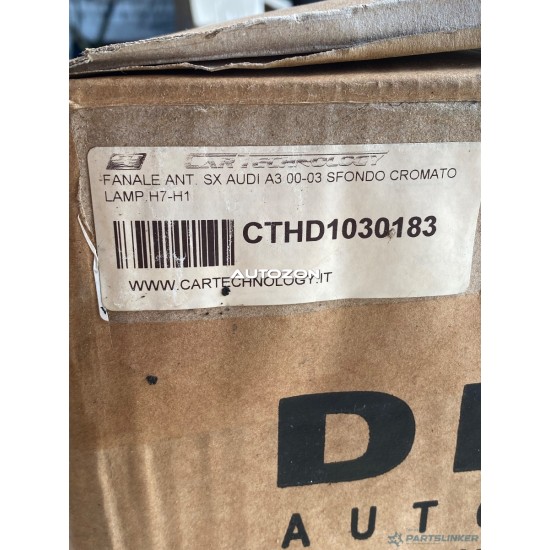 CARTECHNOLOGY
FANALE ANT. SX AUDI A3 00-03 SFONDO CROMATO
LAMP.H7-H1
CTHD1030183
AUTOZON
WWW.CARTECHNOLOGY.IT
D
AUTO
PARTSLINKER